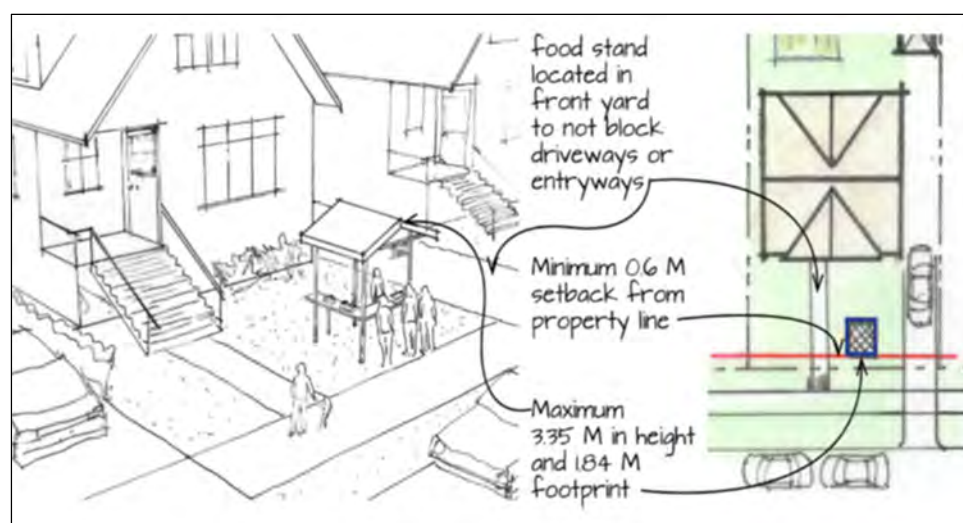 food stand
located in
front yard
to not block
driveways or
entryways
Minimum 0.6 M
setback from
property line
Maximum
3.35 M in height
and 1.84 M
footprint